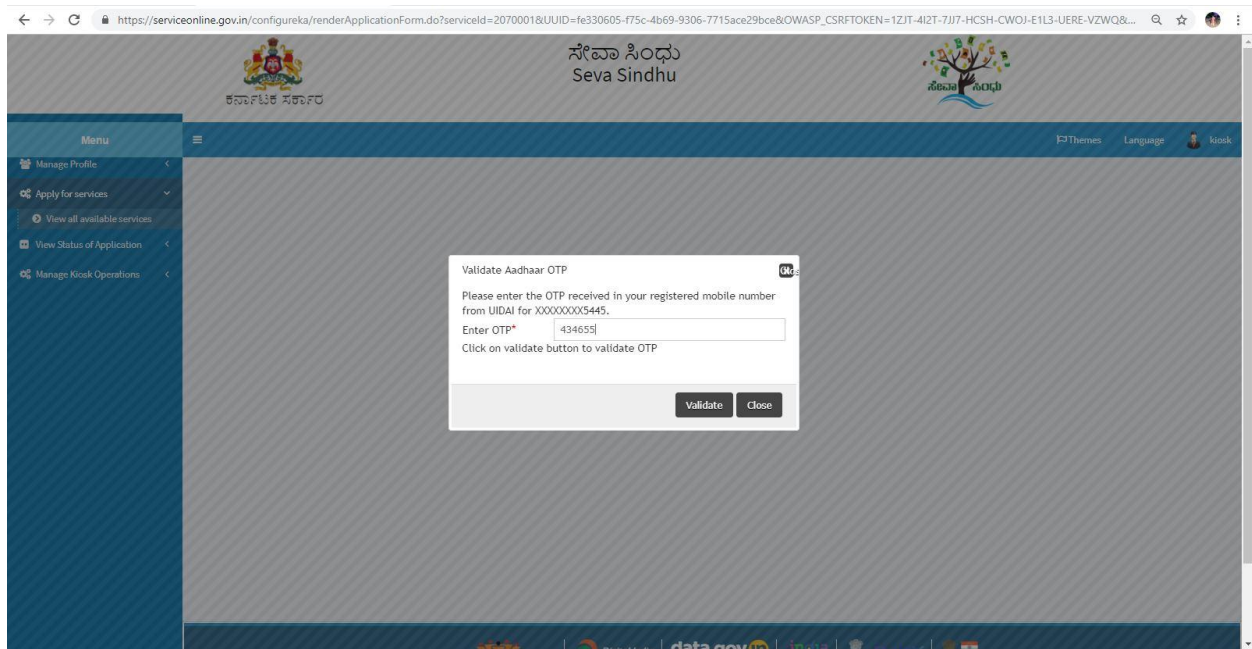 https://serviceonline.gov.in/configureka/renderApplicationForm.do?serviceId=2070001&UUID=fe330605-f75c-4b69-9306-7715ace29bce&OWASP_CSRFTOKEN=1ZJT-4I2T-7JJ7-HCSH-CWOJ-E1L3-UERE-VZWQ&...
ಸೇವಾ ಸಿಂಧು
Seva Sindhu
ಕರ್ನಾಟಕ ಸರ್ಕಾರ
ಸೇವಾ ಸಿಂಧು
Menu
Themes Language kiosk
Manage Profile
Apply for services
View all available services
View Status of Application
Manage Kiosk Operations
Validate Aadhaar OTP
Please enter the OTP received in your registered mobile number
from UIDAI for XXXXXXXX5445.
Enter OTP* 434655
Click on validate button to validate OTP
Validate Close
data.gov